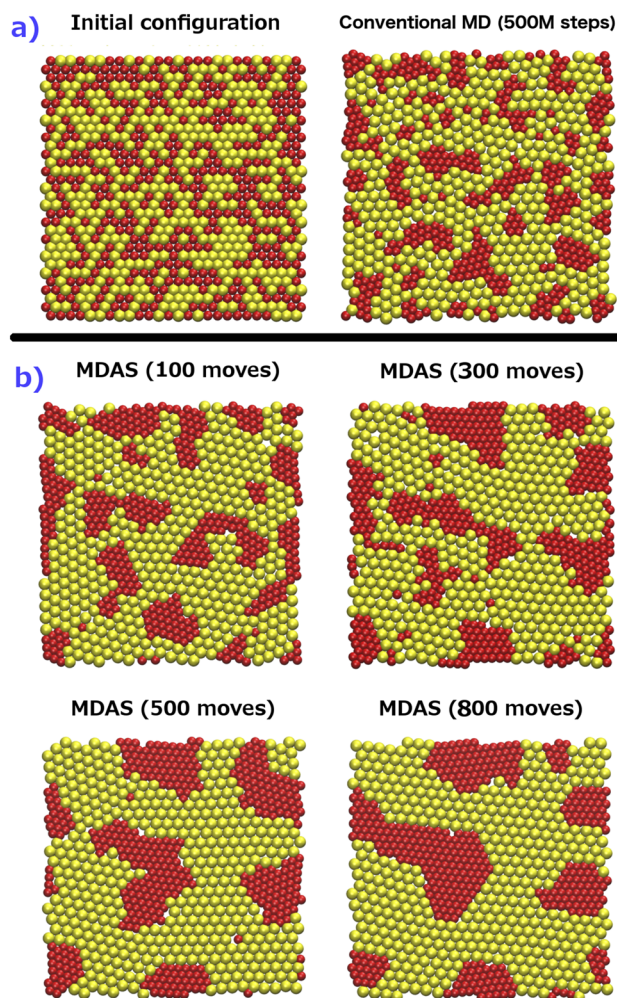 a)
Initial configuration
Conventional MD (500M steps)
b)
MDAS (100 moves)
MDAS (300 moves)
MDAS (500 moves)
MDAS (800 moves)